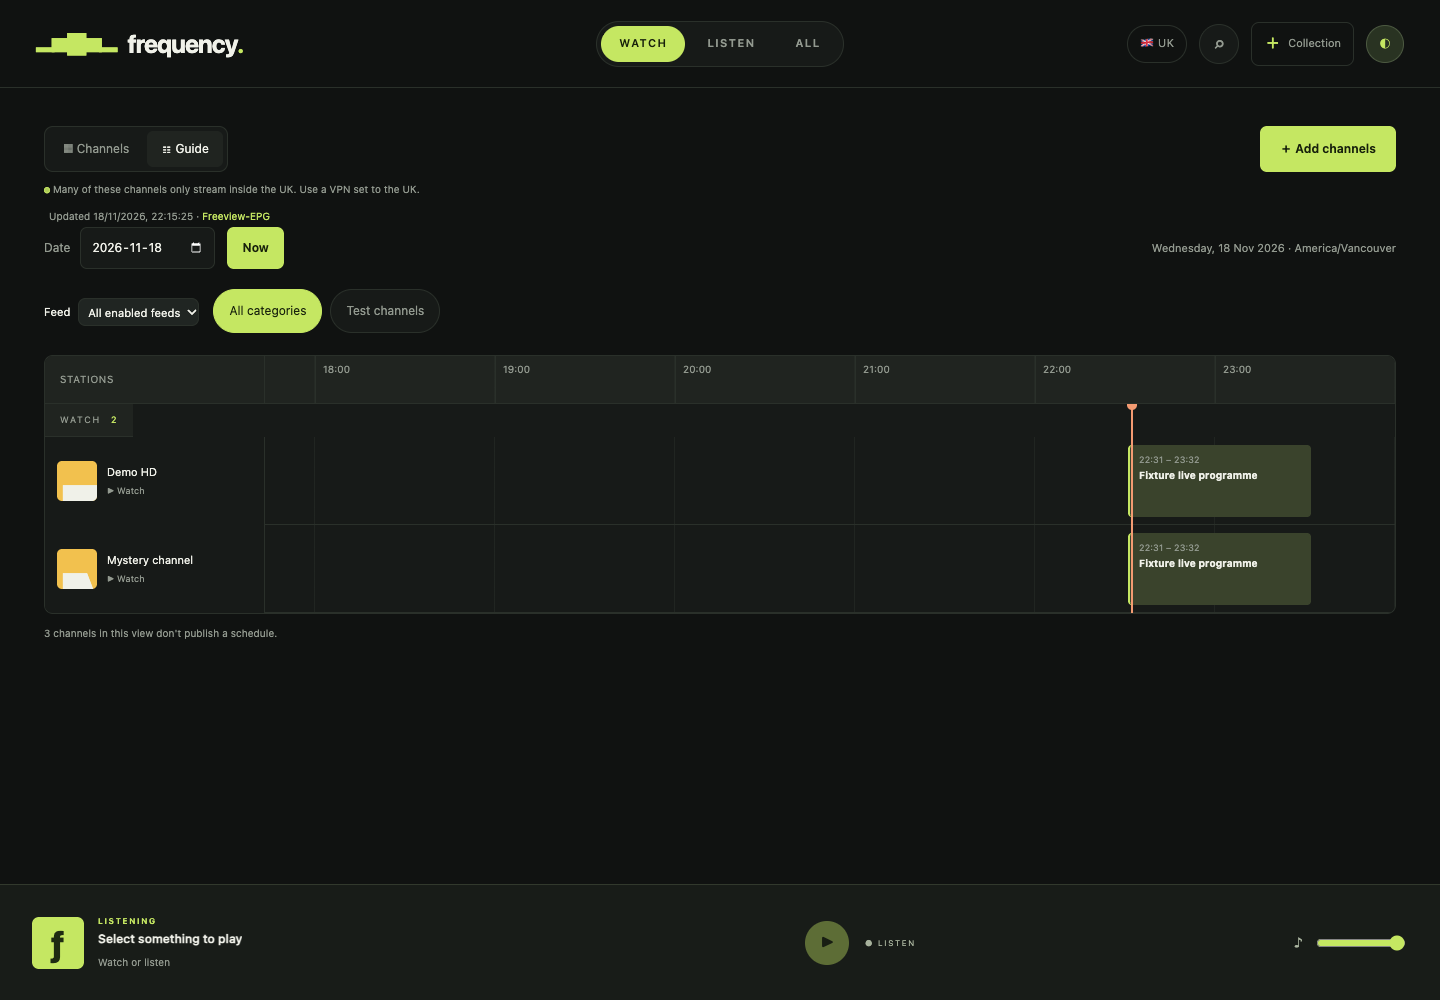 frequency.
WATCH
LISTEN
ALL
UK
Collection
Channels
Guide
+ Add channels
Many of these channels only stream inside the UK. Use a VPN set to the UK.
Updated 18/11/2026, 22:15:25 · Freeview-EPG
Date
2026-11-18
Now
Wednesday, 18 Nov 2026 · America/Vancouver
Feed
All enabled feeds
All categories
Test channels
STATIONS
18:00
19:00
20:00
21:00
22:00
23:00
WATCH 2
Demo HD
Watch
22:31 – 23:32
Fixture live programme
Mystery channel
Watch
22:31 – 23:32
Fixture live programme
3 channels in this view don't publish a schedule.
f
LISTENING
Select something to play
Watch or listen
LISTEN